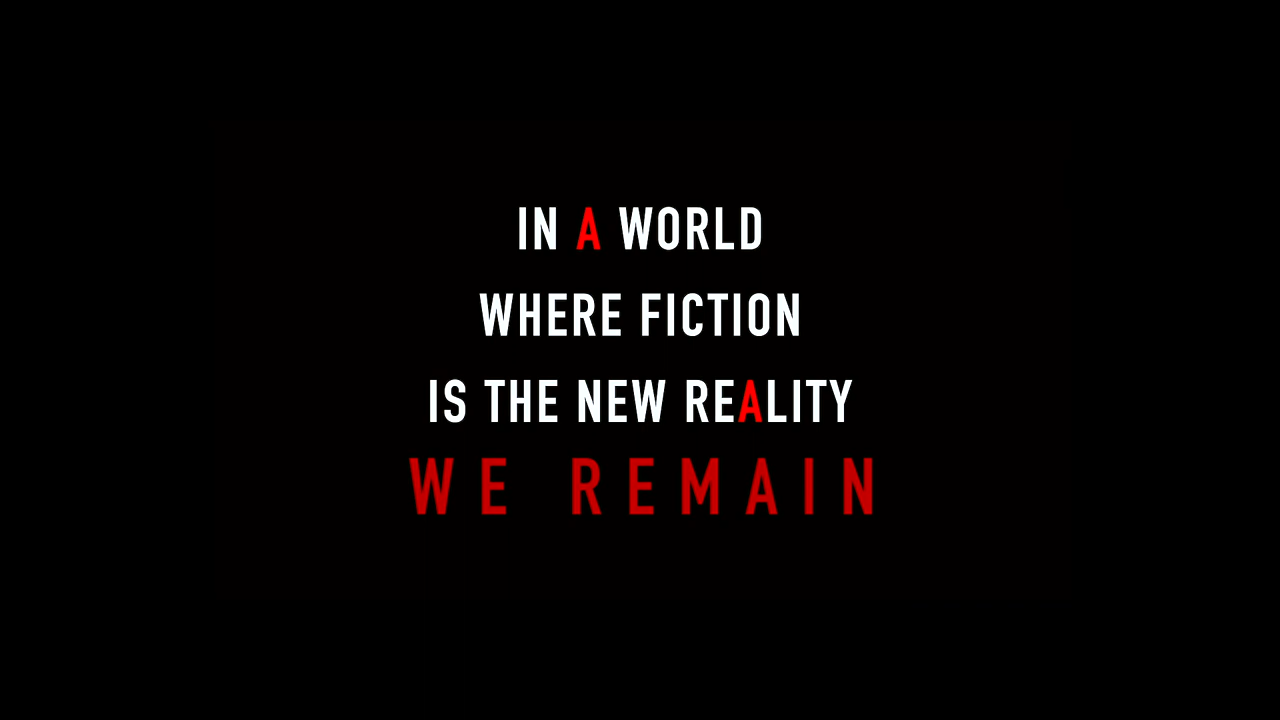 IN A WORLD
WHERE FICTION
IS THE NEW REALITY
WE REMAIN